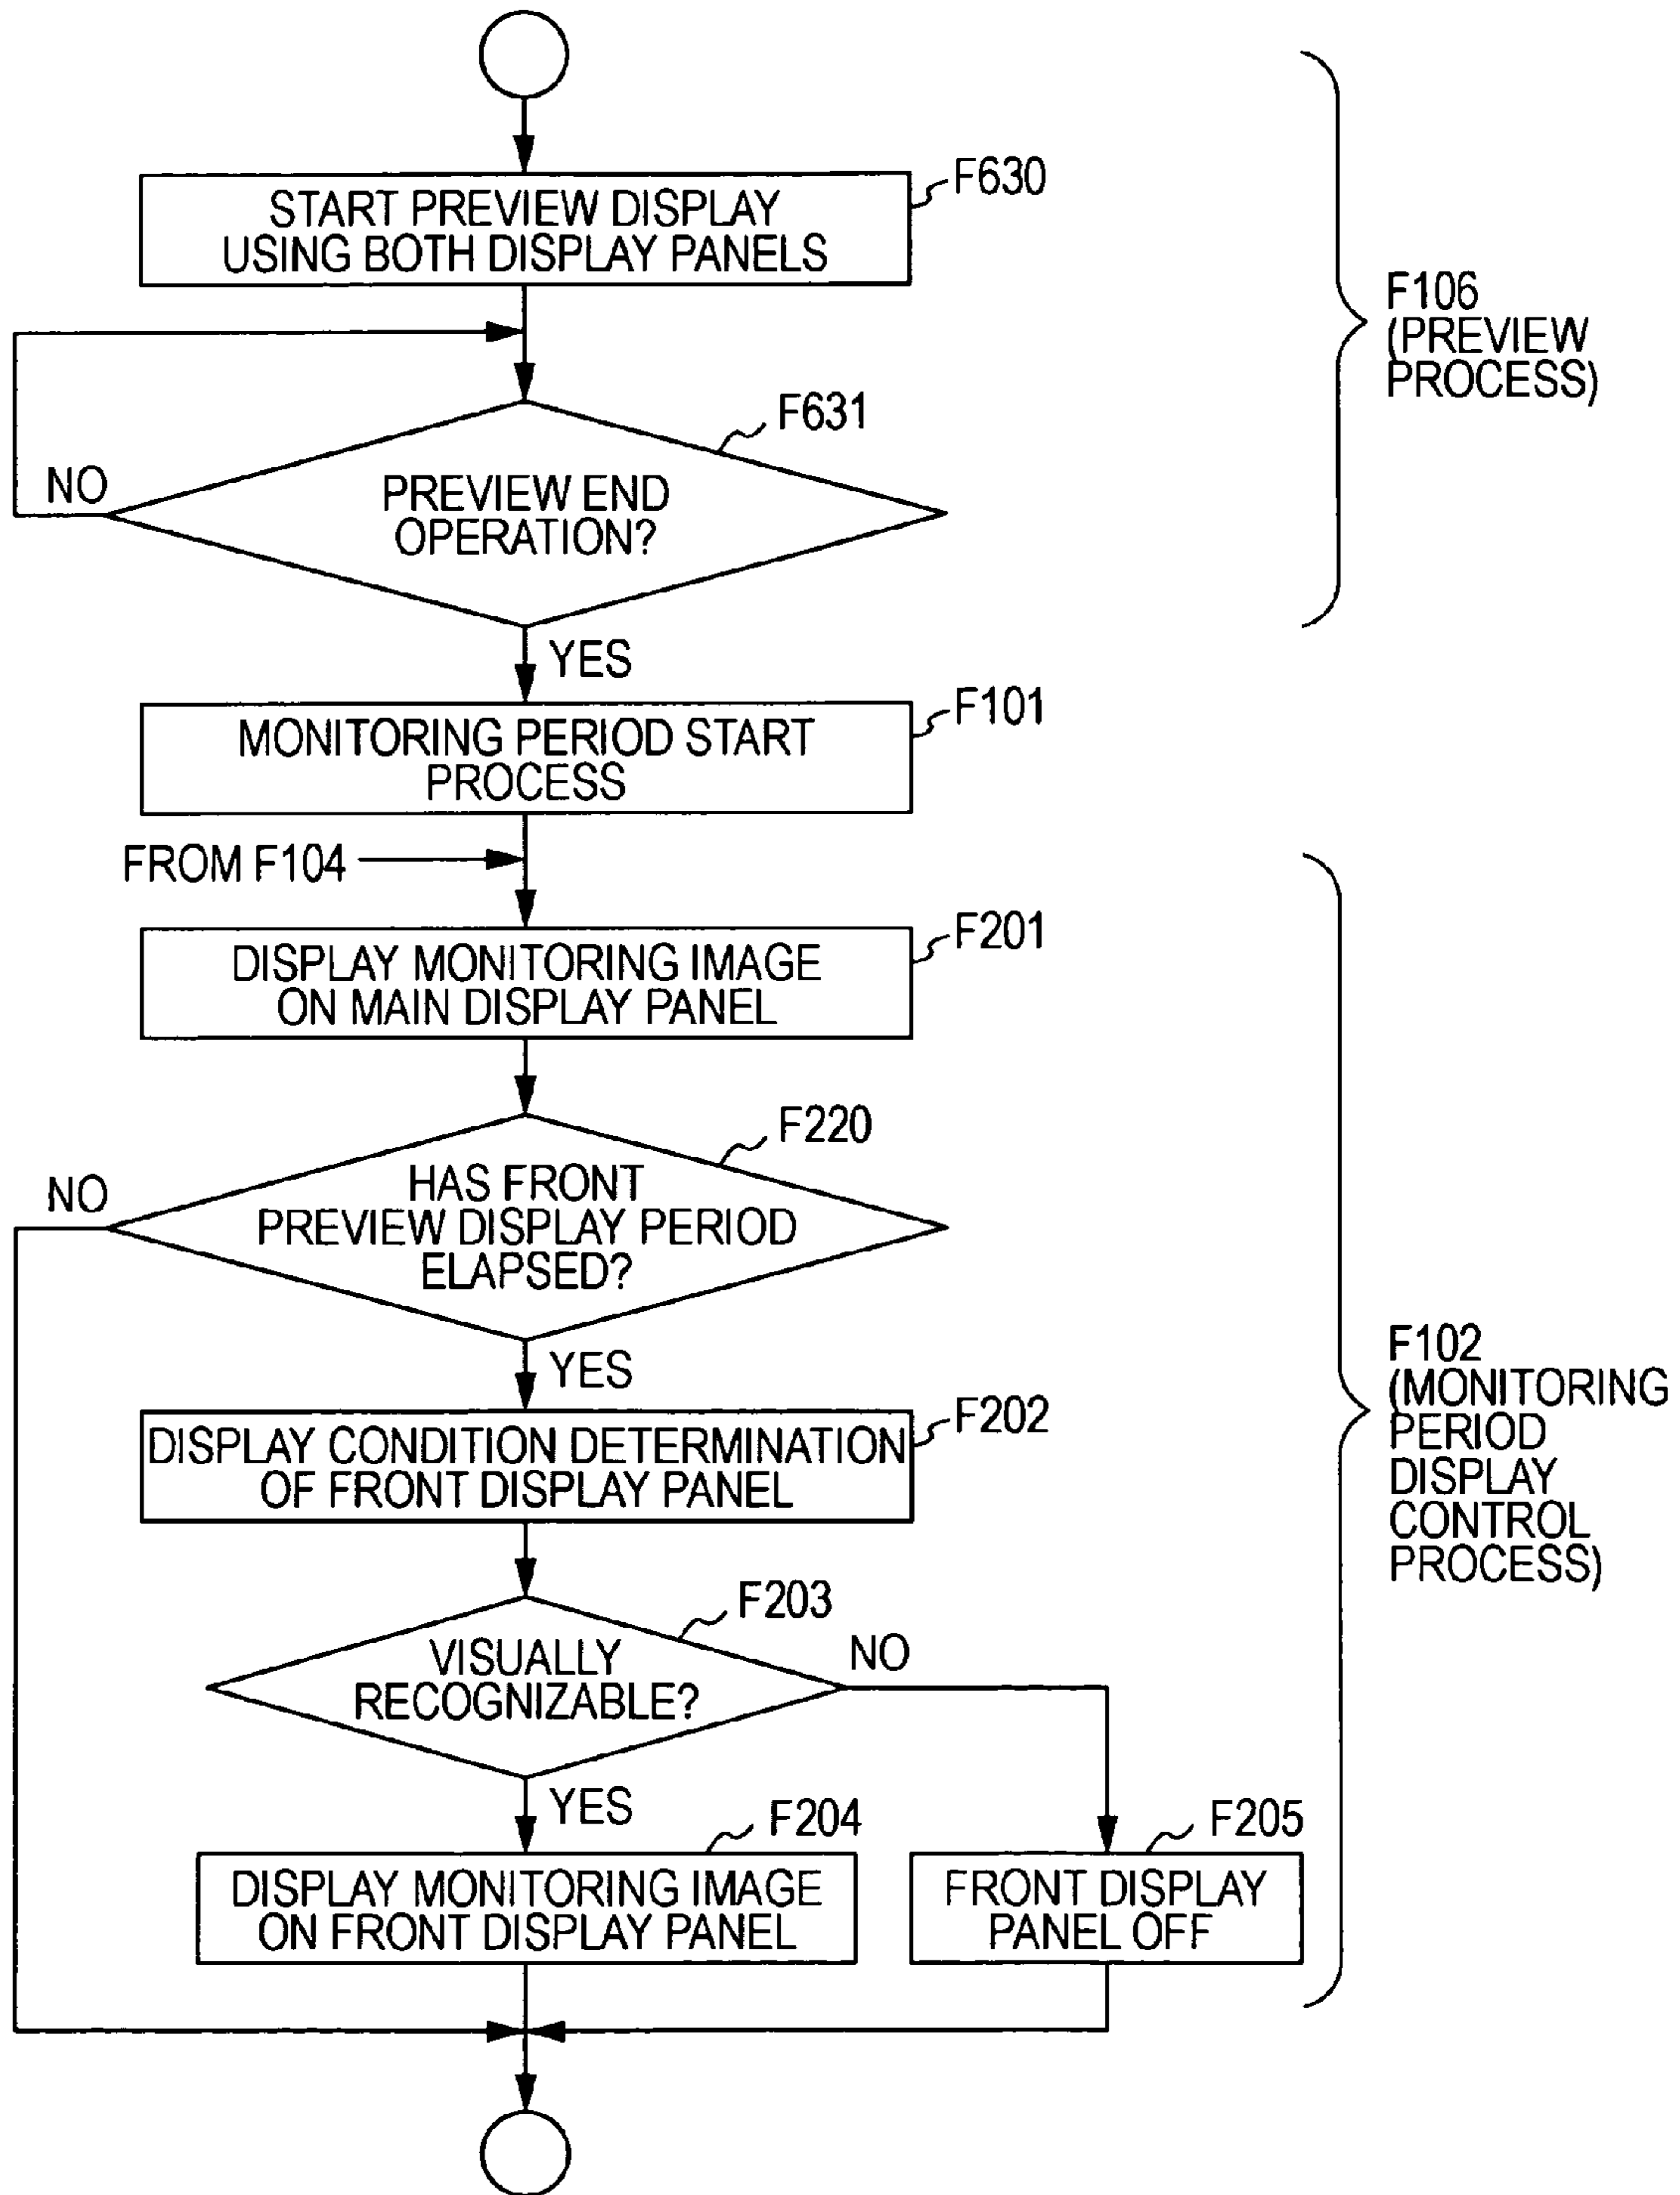 F630
START PREVIEW DISPLAY
USING BOTH DISPLAY PANELS
F106
(PREVIEW
PROCESS)
F631
NO
PREVIEW END
OPERATION?
YES
F101
MONITORING PERIOD START
PROCESS
FROM F104
F201
DISPLAY MONITORING IMAGE
ON MAIN DISPLAY PANEL
F220
NO
HAS FRONT
PREVIEW DISPLAY PERIOD
ELAPSED?
YES
F102
(MONITORING
PERIOD
DISPLAY
CONTROL
PROCESS)
F202
DISPLAY CONDITION DETERMINATION
OF FRONT DISPLAY PANEL
F203
NO
VISUALLY
RECOGNIZABLE?
YES
F204
DISPLAY MONITORING IMAGE
ON FRONT DISPLAY PANEL
F205
FRONT DISPLAY
PANEL OFF